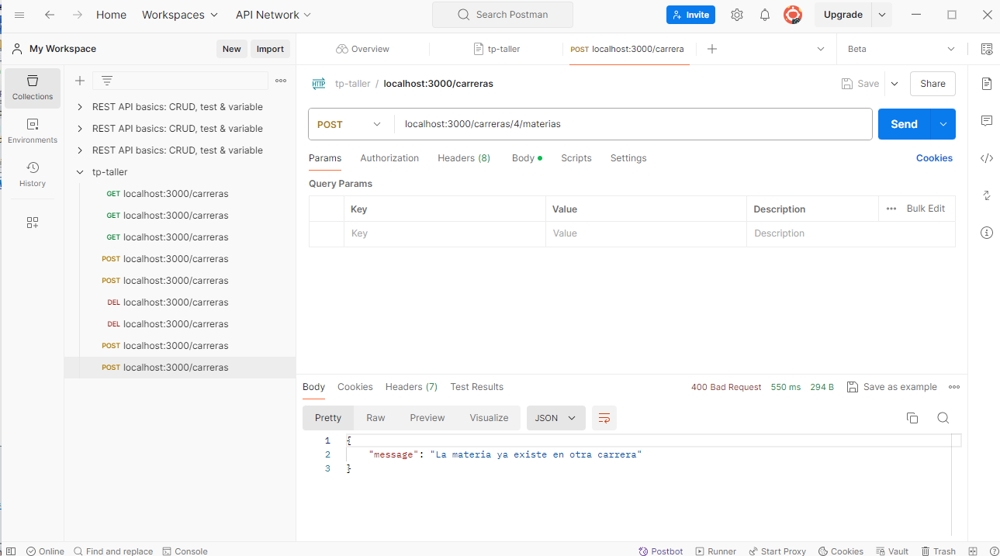 Home Workspaces API Network Search Postman Invite Upgrade
My Workspace New Import Overview tp-taller POST localhost:3000/carrera Beta
Collections
Environments
History
REST API basics: CRUD, test & variable
REST API basics: CRUD, test & variable
REST API basics: CRUD, test & variable
tp-taller
GET localhost:3000/carreras
GET localhost:3000/carreras
GET localhost:3000/carreras
POST localhost:3000/carreras
POST localhost:3000/carreras
DEL localhost:3000/carreras
DEL localhost:3000/carreras
POST localhost:3000/carreras
POST localhost:3000/carreras
HTTP tp-taller / localhost:3000/carreras Save Share
POST localhost:3000/carreras/4/materias Send
Params Authorization Headers (8) Body Scripts Settings Cookies
Query Params
Key Value Description Bulk Edit
Key Value Description
Body Cookies Headers (7) Test Results 400 Bad Request 550 ms 294 B Save as example
Pretty Raw Preview Visualize JSON
1 {
2 "message": "La materia ya existe en otra carrera"
3 }
Online Find and replace Console Postbot Runner Start Proxy Cookies Vault Trash